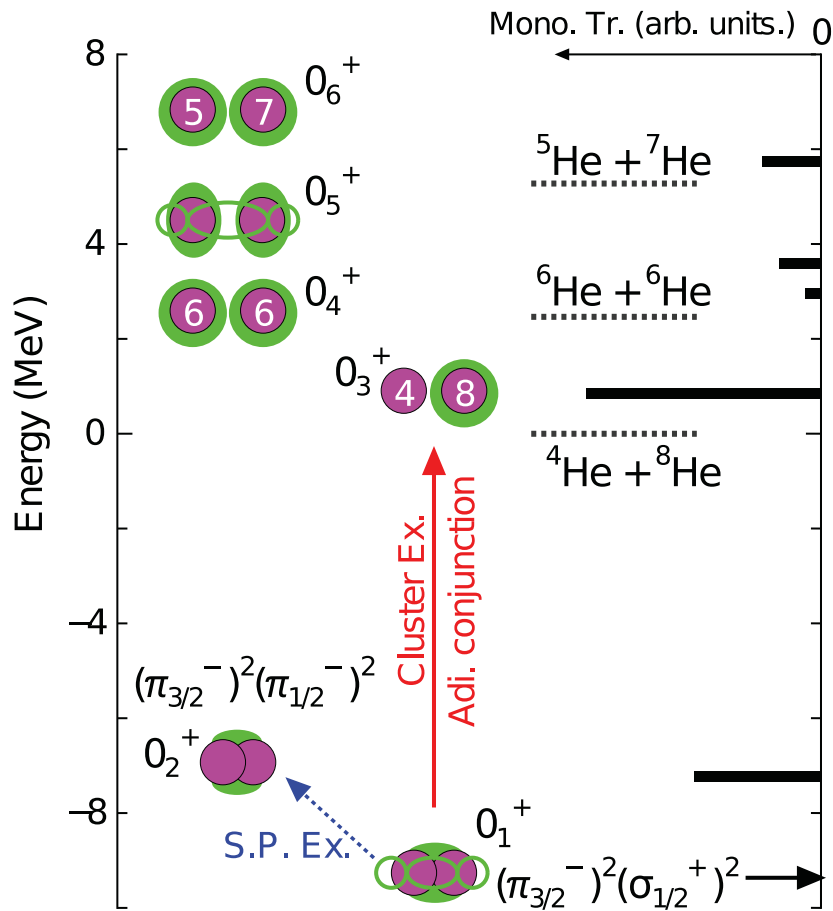 Mono. Tr. (arb. units.) 0
8
5 7 0₆⁺
⁵He + ⁷He
0₅⁺
4
6 6 0₄⁺
⁶He + ⁶He
0₃⁺ 4 8
0
⁴He + ⁸He
Energy (MeV)
Cluster Ex.
Adj. conjunction
−4
(π₃/₂⁻)²(π₁/₂⁻)²
0₂⁺
−8
S.P. Ex.
0₁⁺
(π₃/₂⁻)²(σ₁/₂⁺)²